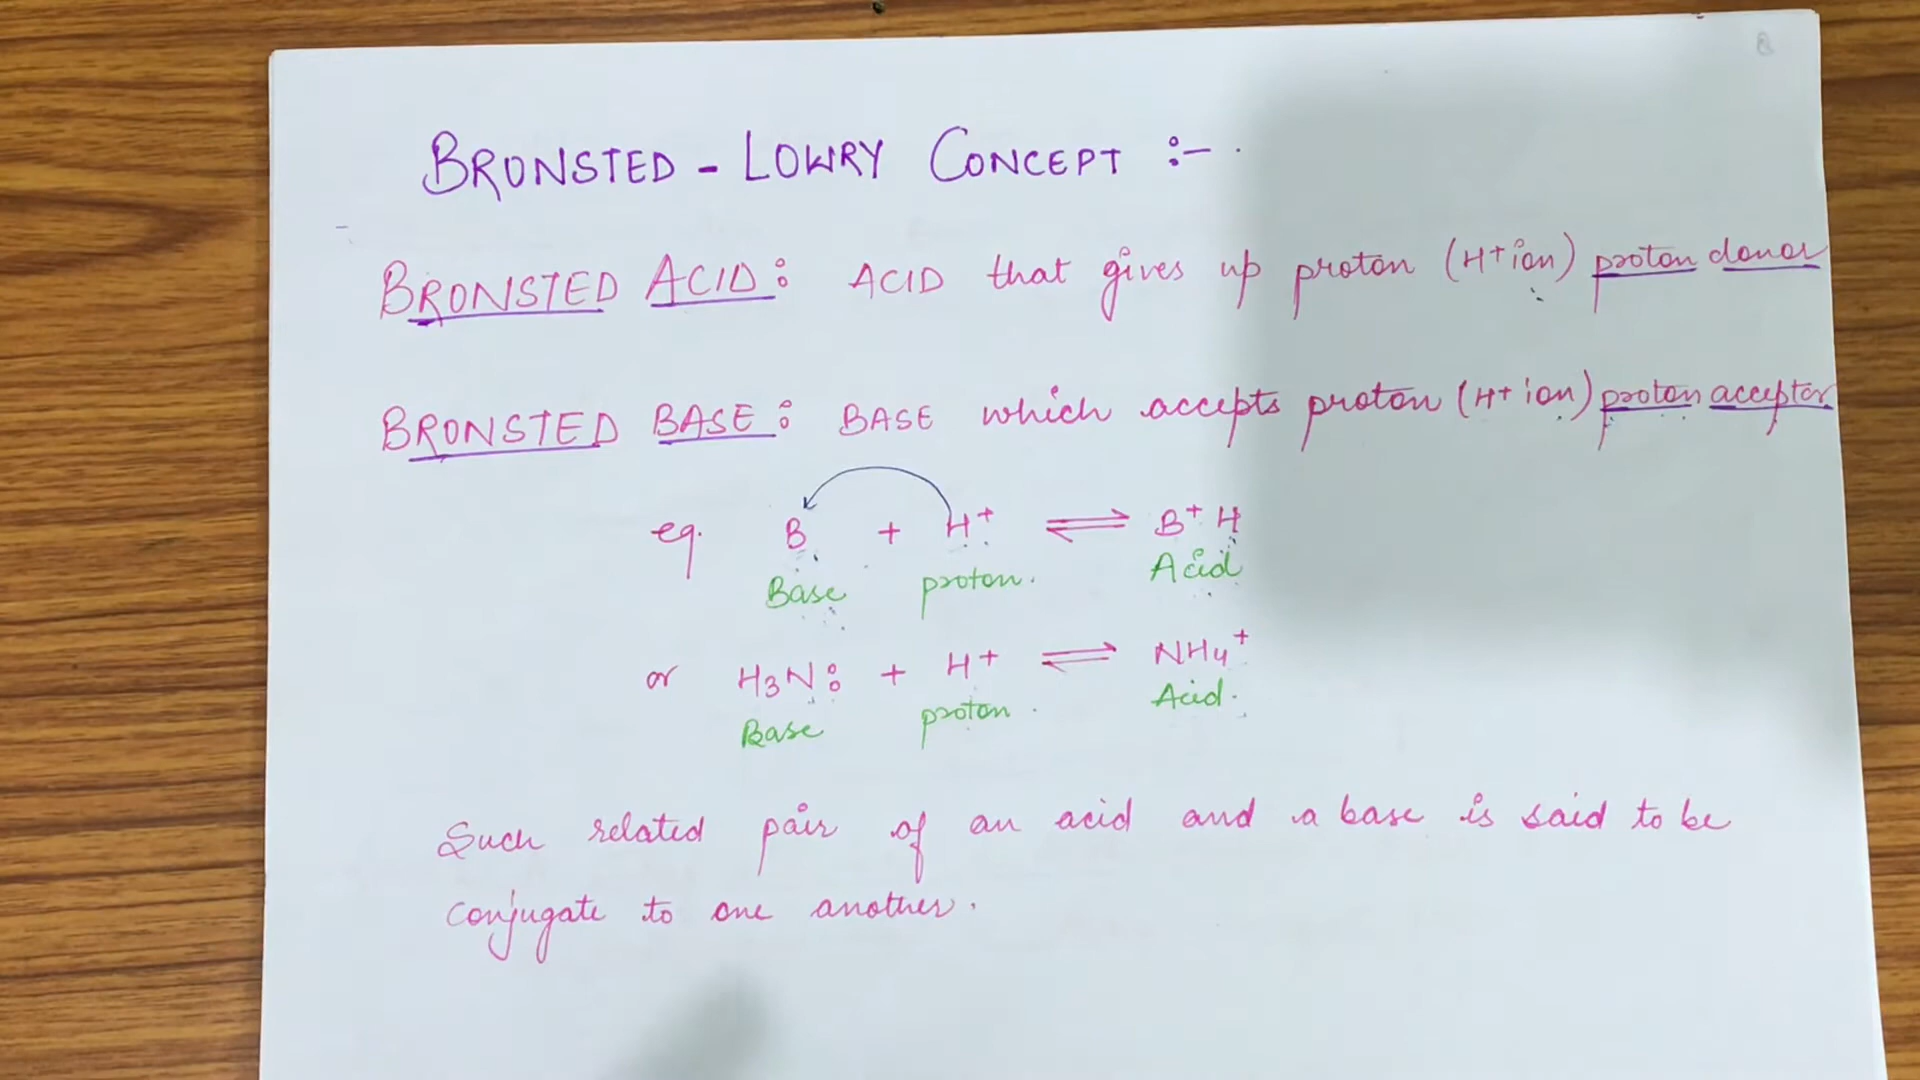 BRONSTED - LOWRY CONCEPT :-
BRONSTED ACID: ACID that gives up proton (H+ ion) proton donor
BRONSTED BASE: BASE which accepts proton (H+ ion) proton acceptor
eg. B + H+ ⇌ B+ H
Base proton. Acid
or H3N: + H+ ⇌ NH4+
Base proton Acid.
Such related pair of an acid and a base is said to be
conjugate to one another.